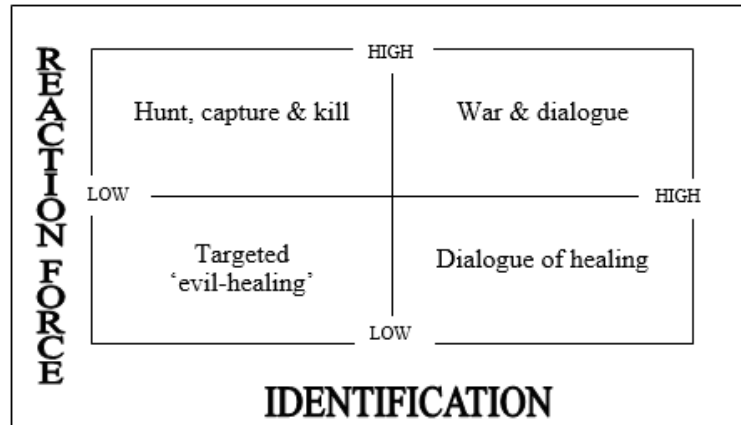 HIGH
Hunt, capture & kill
War & dialogue
REACTION FORCE
LOW
HIGH
Targeted
‘evil-healing’
Dialogue of healing
LOW
IDENTIFICATION